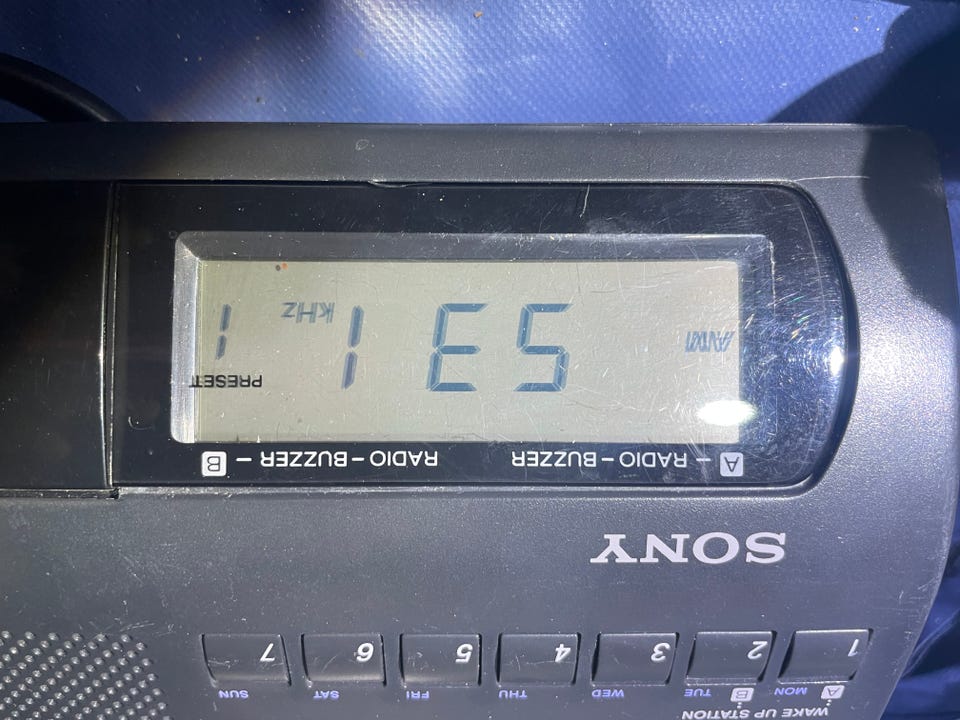 WAKE UP STATION
A MON B TUE WED THU FRI SAT SUN
1 2 3 4 5 6 7
SONY
A – RADIO – BUZZER RADIO – BUZZER – B
PRESET
AM 531 kHz 1